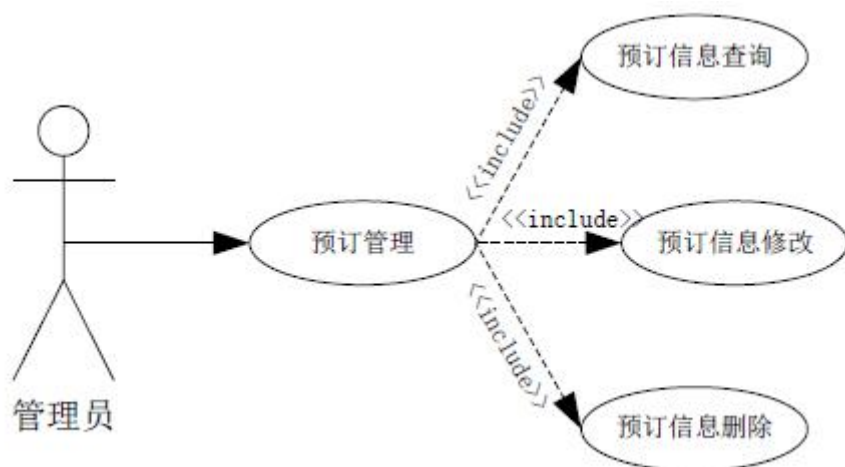 预订信息查询
<<include>>
<<include>>
预订管理
预订信息修改
<<include>>
预订信息删除
管理员